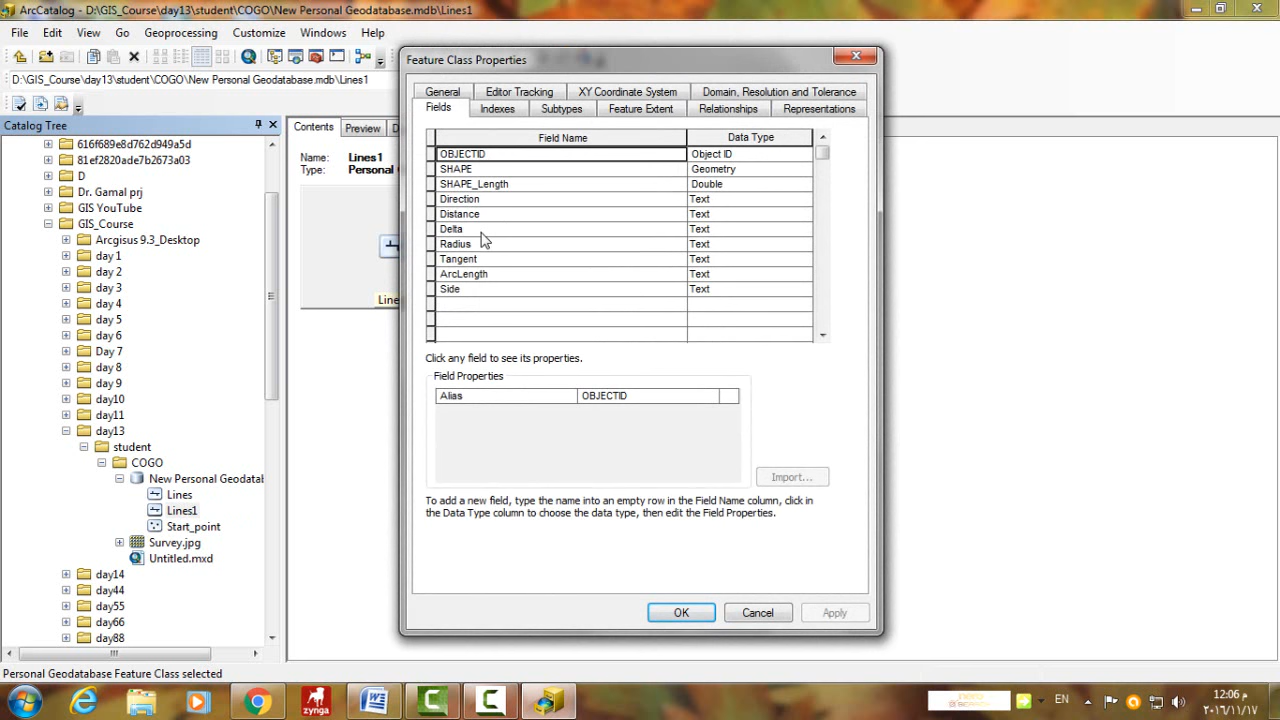 ArcCatalog - D:\GIS_Course\day13\student\COGO\New Personal Geodatabase.mdb\Lines1
File Edit View Go Geoprocessing Customize Windows Help
D:\GIS_Course\day13\student\COGO\New Personal Geodatabase.mdb\Lines1
Catalog Tree
616f689e8d762d949a5d
81ef2820ade7b2673a03
D
Dr. Gamal prj
GIS YouTube
GIS_Course
Arcgisus 9.3_Desktop
day 1
day 2
day 3
day 4
day 5
day 6
Day 7
day 8
day 9
day10
day11
day13
student
COGO
New Personal Geodatab
Lines
Lines1
Start_point
Survey.jpg
Untitled.mxd
day14
day44
day55
day66
day88
Contents Preview D
Name: Lines1
Type: Personal
Line
Feature Class Properties
General Editor Tracking XY Coordinate System Domain, Resolution and Tolerance
Fields Indexes Subtypes Feature Extent Relationships Representations
Field Name Data Type
OBJECTID Object ID
SHAPE Geometry
SHAPE_Length Double
Direction Text
Distance Text
Delta Text
Radius Text
Tangent Text
ArcLength Text
Side Text
Click any field to see its properties.
Field Properties
Alias OBJECTID
Import...
To add a new field, type the name into an empty row in the Field Name column, click in
the Data Type column to choose the data type, then edit the Field Properties.
OK Cancel Apply
Personal Geodatabase Feature Class selected
zynga
EN
12:06 م
٢٠١٦/١١/١٧